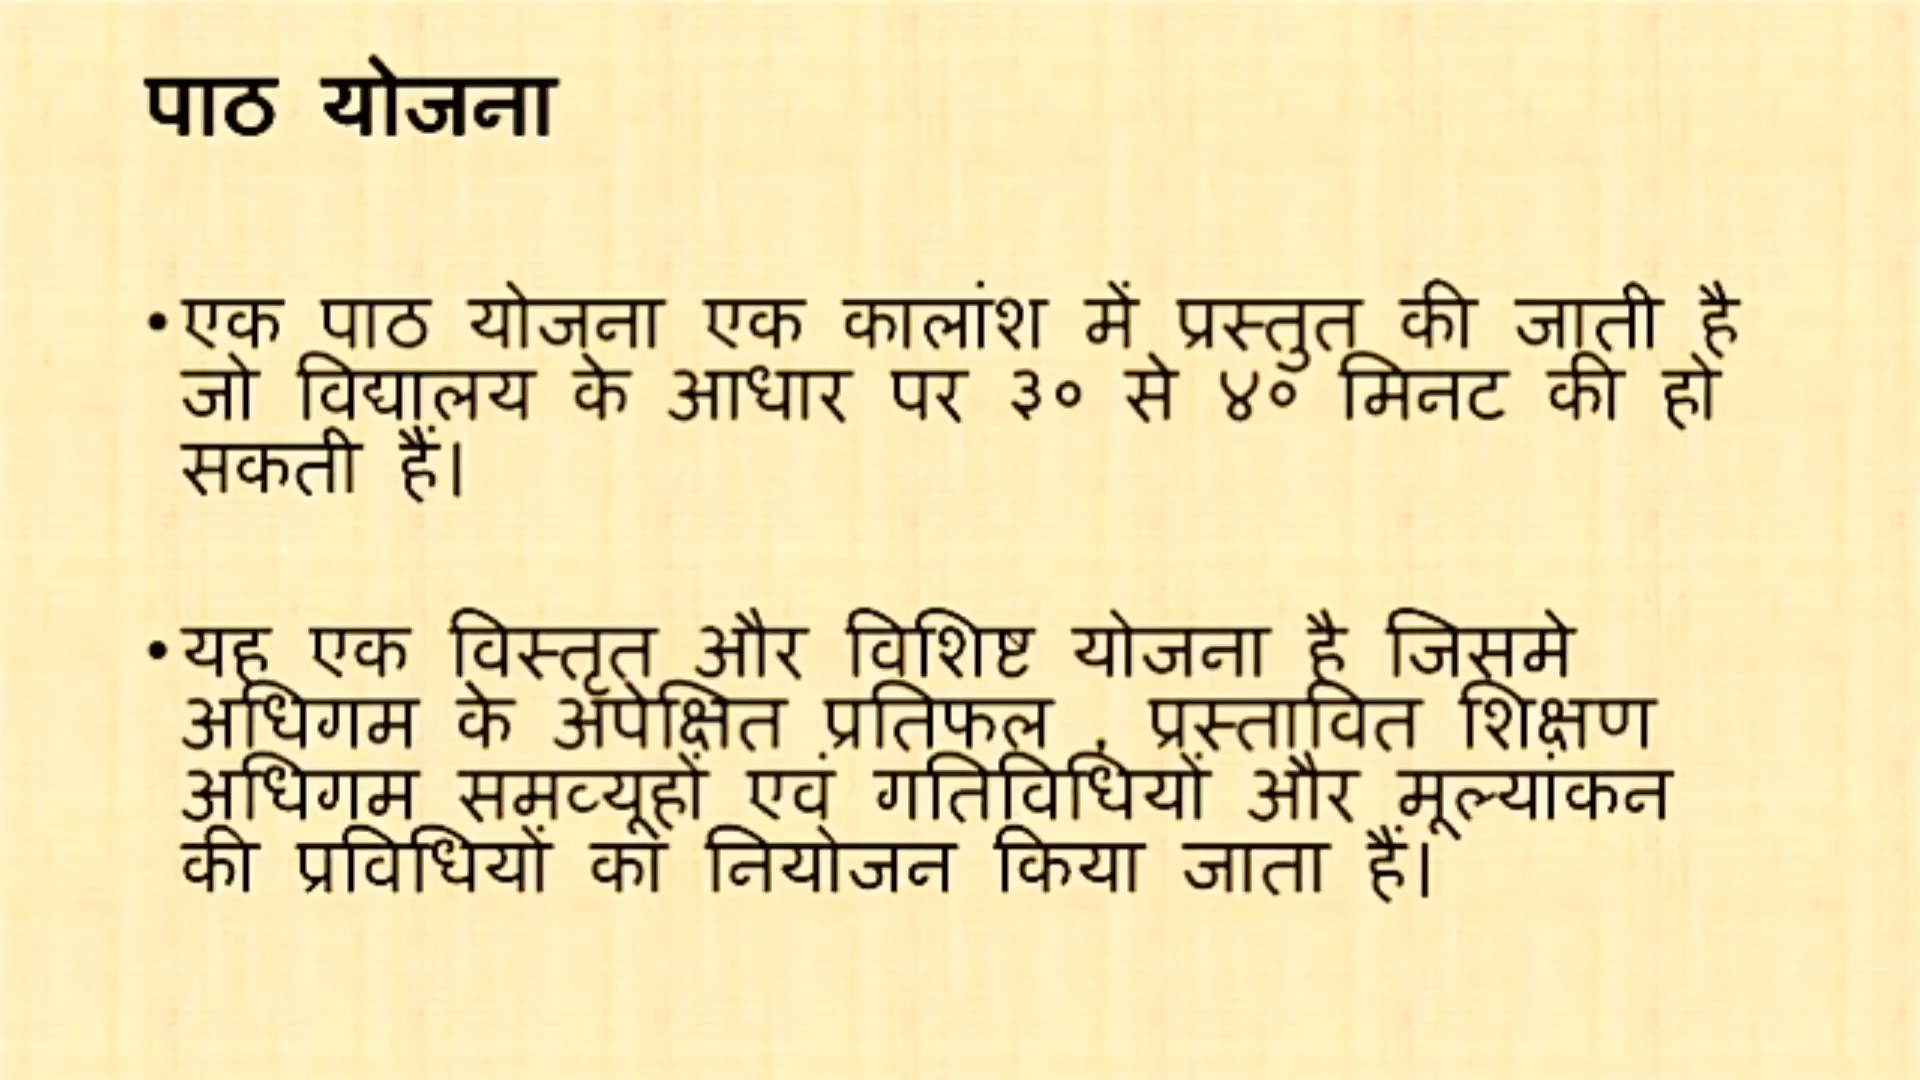 पाठ योजना
•एक पाठ योजना एक कालांश में प्रस्तुत की जाती है
जो विद्यालय के आधार पर ३० से ४० मिनट की हो
सकती हैं।
•यह एक विस्तृत और विशिष्ट योजना है जिसमे
अधिगम के अपेक्षित प्रतिफल , प्रस्तावित शिक्षण
अधिगम समव्यूहों एवं गतिविधियों और मूल्यांकन
की प्रविधियों का नियोजन किया जाता हैं।